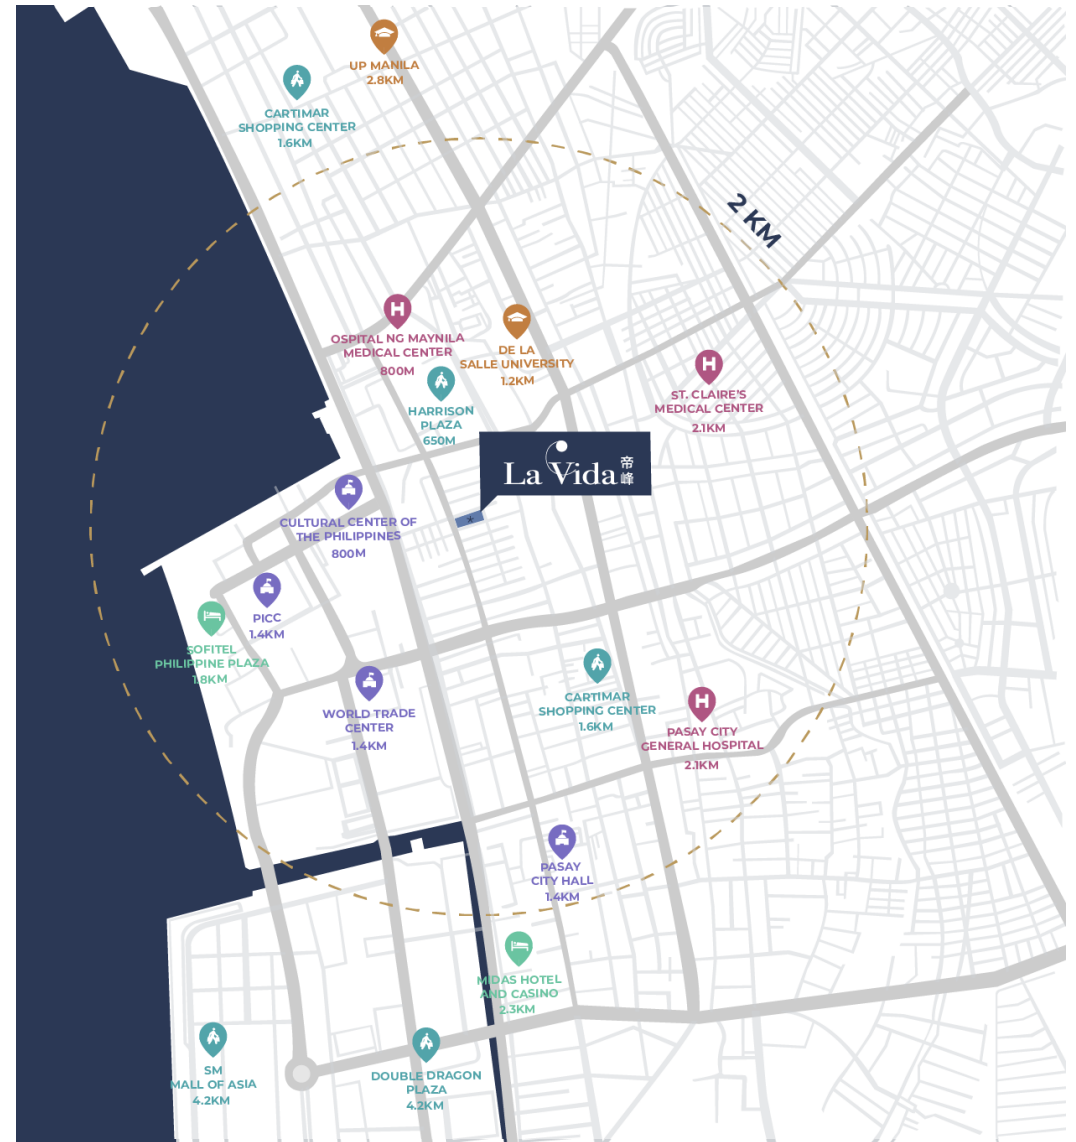 UP MANILA
2.8KM
CARTIMAR
SHOPPING CENTER
1.6KM
2 KM
OSPITAL NG MAYNILA
MEDICAL CENTER
800M
DE LA
SALLE UNIVERSITY
1.2KM
HARRISON
PLAZA
650M
ST. CLAIRE'S
MEDICAL CENTER
2.1KM
La Vida 帝峰
CULTURAL CENTER OF
THE PHILIPPINES
800M
PICC
1.4KM
SOFITEL
PHILIPPINE PLAZA
1.8KM
WORLD TRADE
CENTER
1.4KM
CARTIMAR
SHOPPING CENTER
1.6KM
PASAY CITY
GENERAL HOSPITAL
2.1KM
PASAY
CITY HALL
1.4KM
MIDAS HOTEL
AND CASINO
2.3KM
SM
MALL OF ASIA
4.2KM
DOUBLE DRAGON
PLAZA
4.2KM